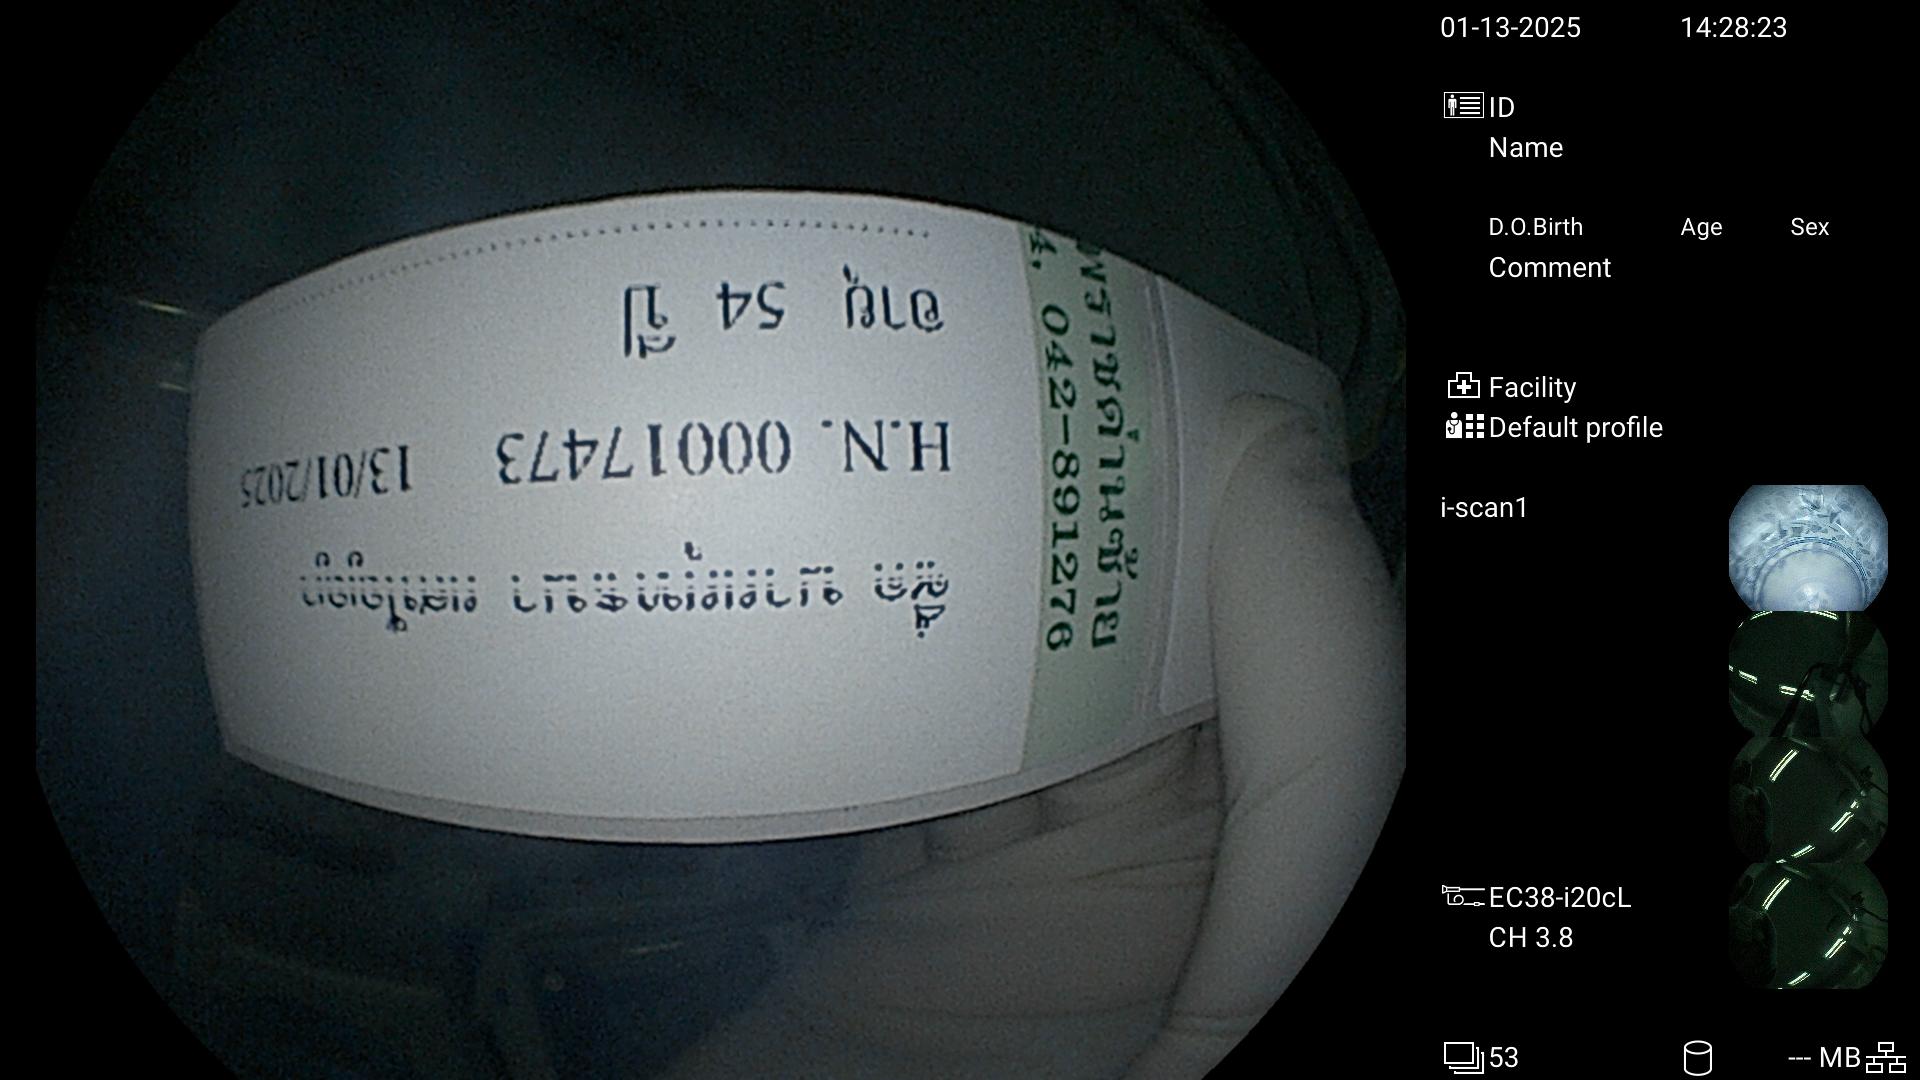 01-13-2025 14:28:23
ID
Name
D.O.Birth Age Sex
Comment
Facility
Default profile
i-scan1
EC38-i20cL
CH 3.8
53 --- MB
H.N. 00017473 13/01/2025
อายุ 54 ปี
042-891276